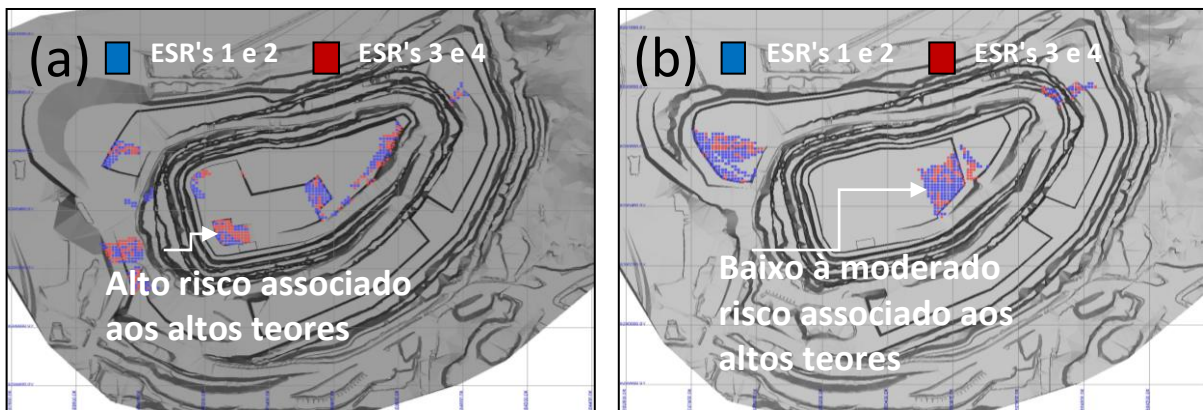 (a) ESR's 1 e 2 ESR's 3 e 4
Alto risco associado
aos altos teores
(b) ESR's 1 e 2 ESR's 3 e 4
Baixo à moderado
risco associado aos
altos teores